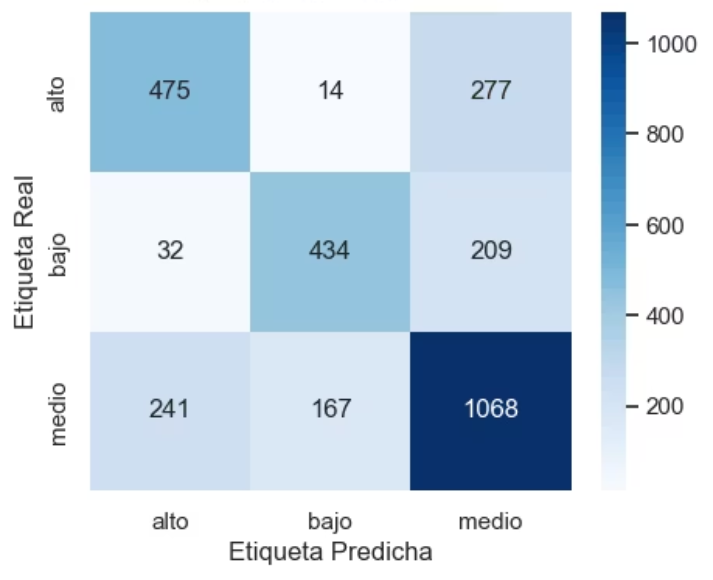 alto 475 14 277
bajo 32 434 209
medio 241 167 1068
alto bajo medio
Etiqueta Predicha
Etiqueta Real
1000
800
600
400
200